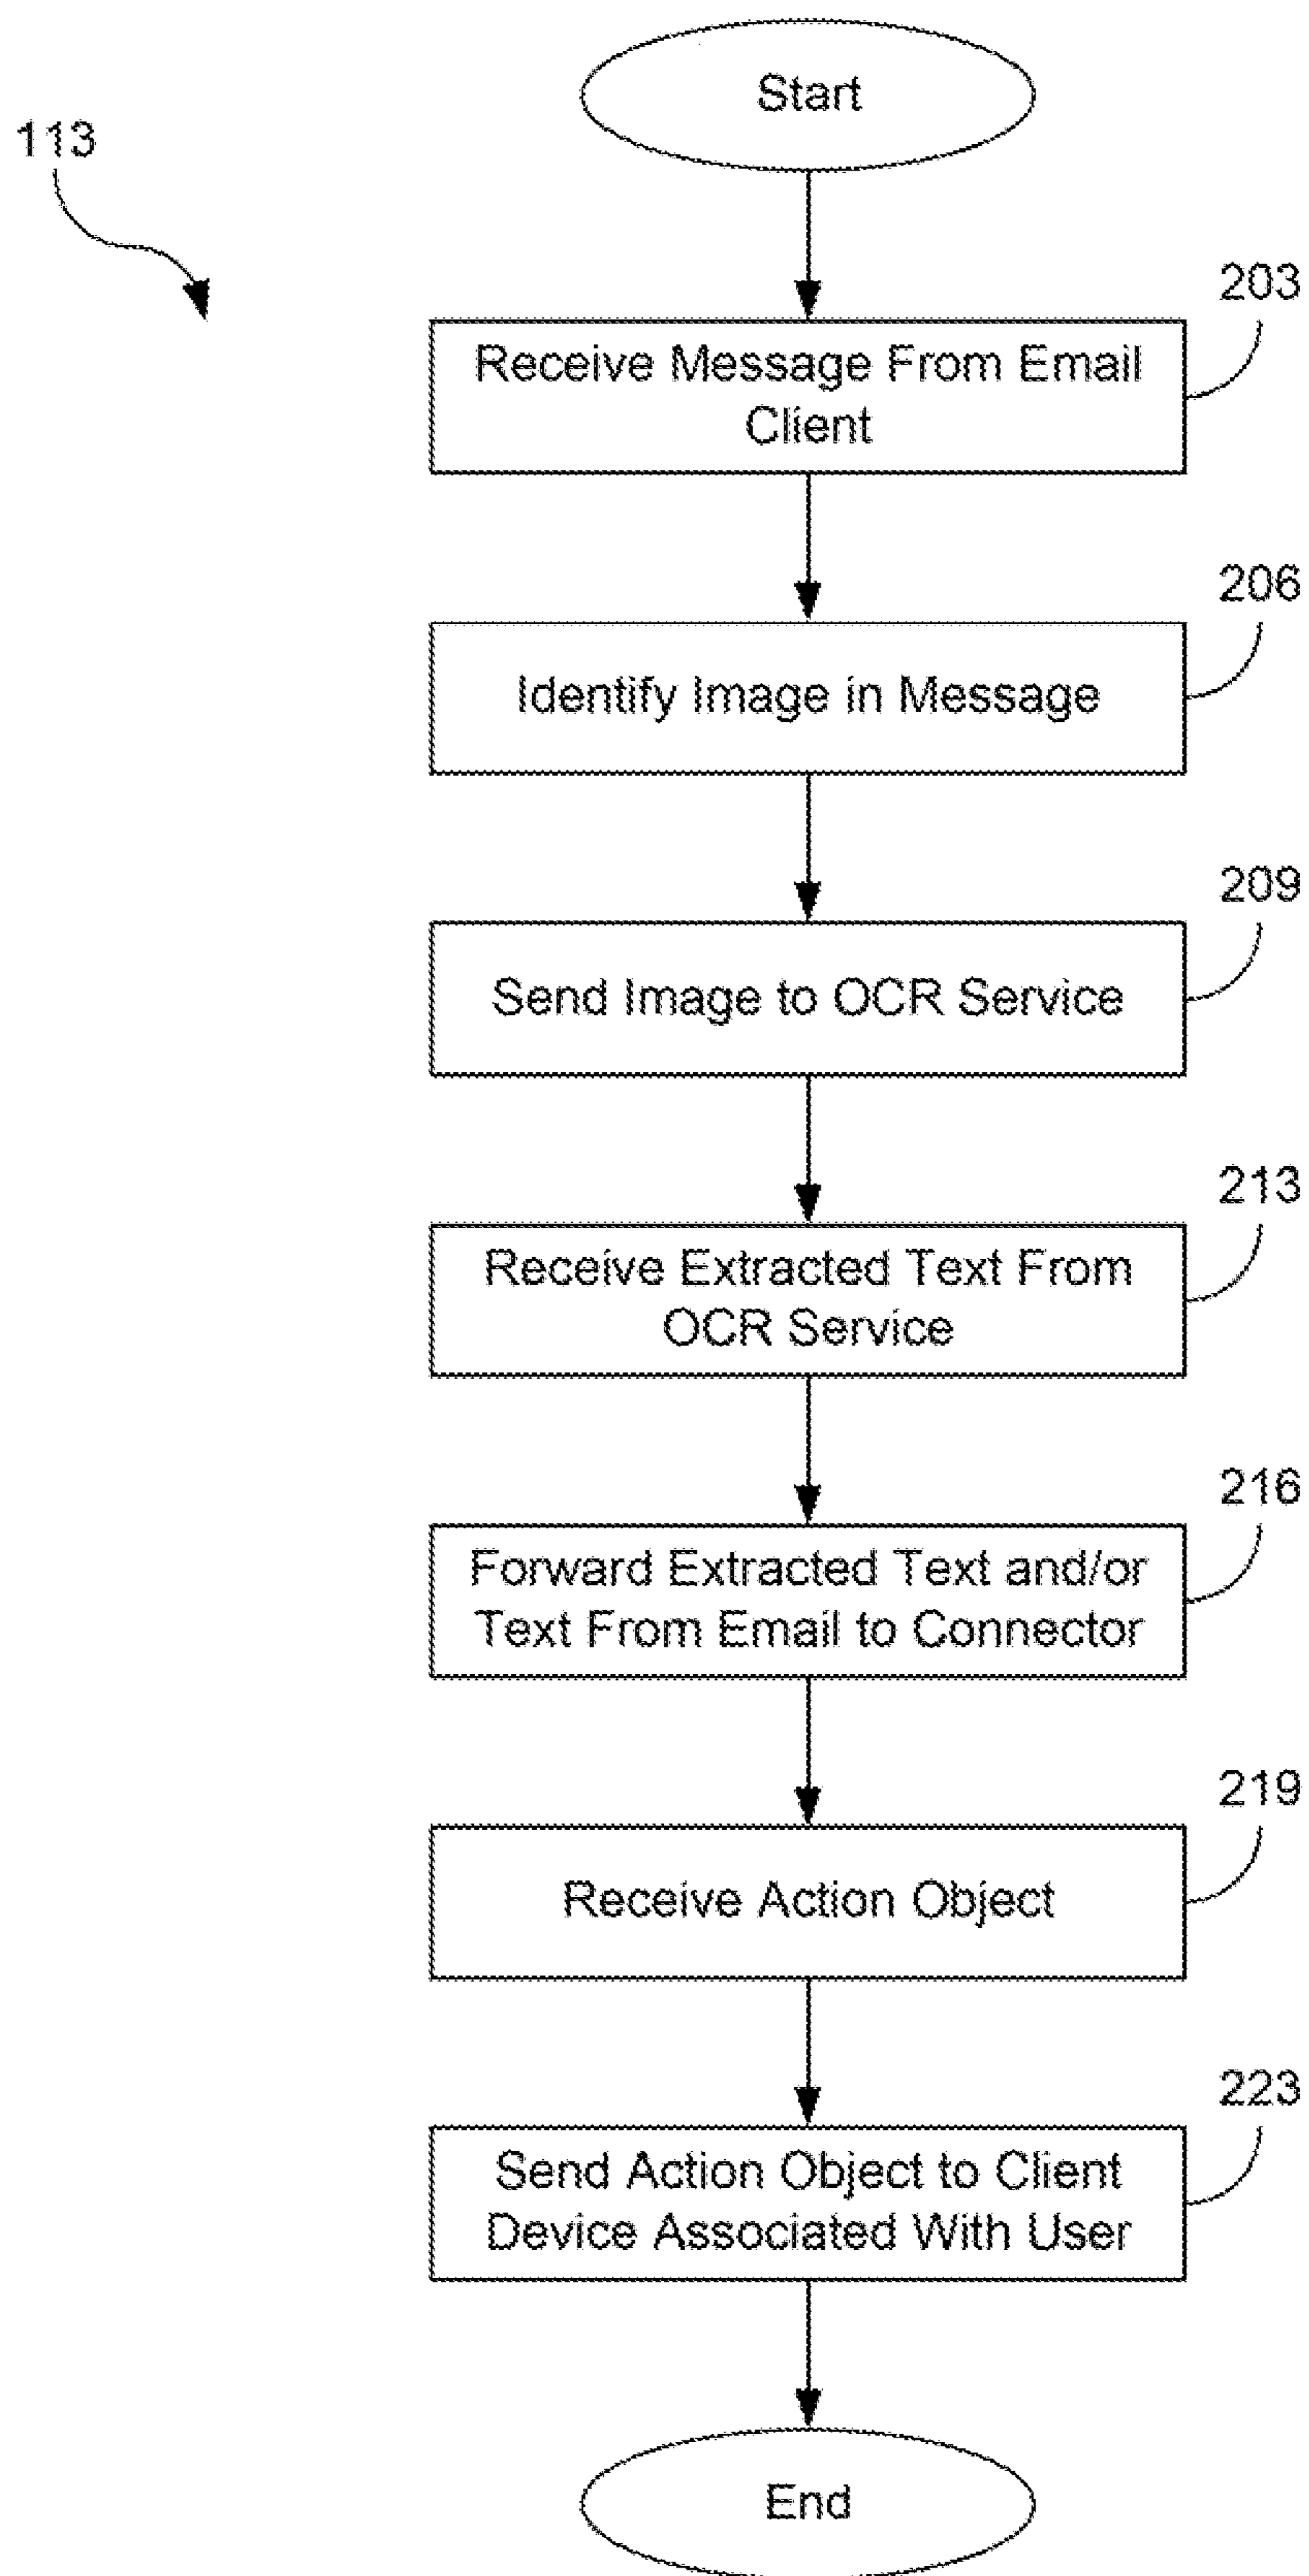 Start
113
203
Receive Message From Email
Client
206
Identify Image in Message
209
Send Image to OCR Service
213
Receive Extracted Text From
OCR Service
216
Forward Extracted Text and/or
Text From Email to Connector
219
Receive Action Object
223
Send Action Object to Client
Device Associated With User
End